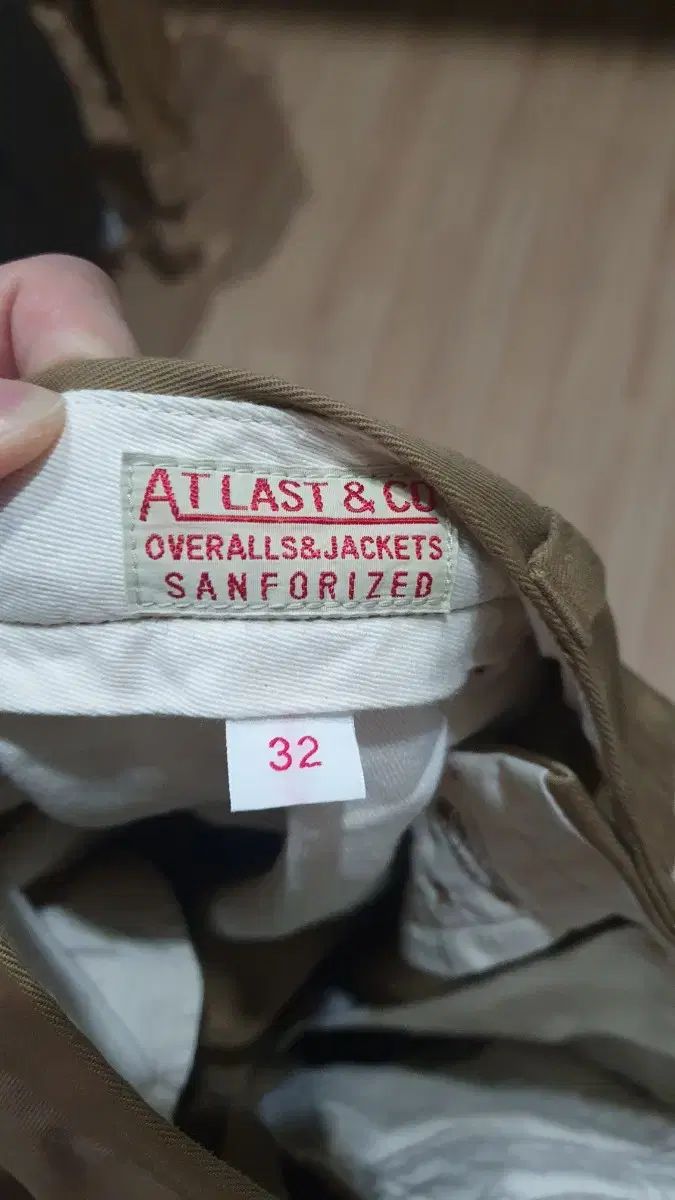 AT LAST & CO
OVERALLS&JACKETS
SANFORIZED
32